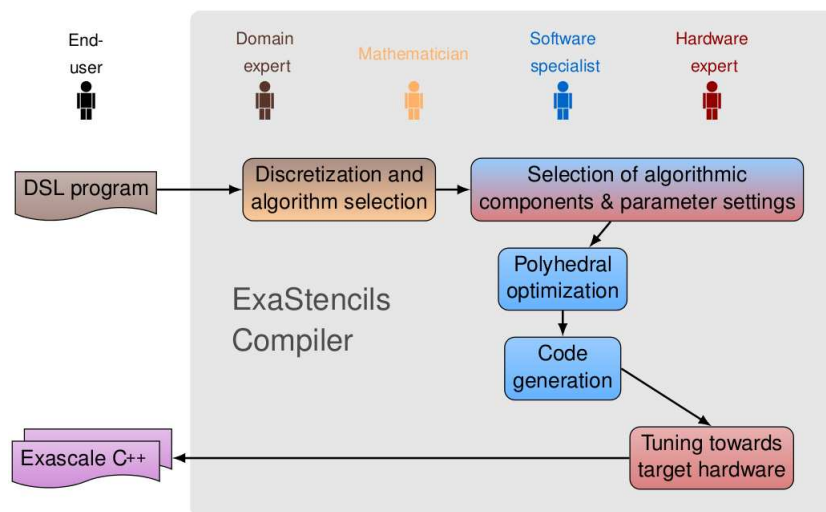 End-
user
Domain
expert
Mathematician
Software
specialist
Hardware
expert
DSL program
Discretization and
algorithm selection
Selection of algorithmic
components & parameter settings
Polyhedral
optimization
ExaStencils
Compiler
Code
generation
Tuning towards
target hardware
Exascale C++